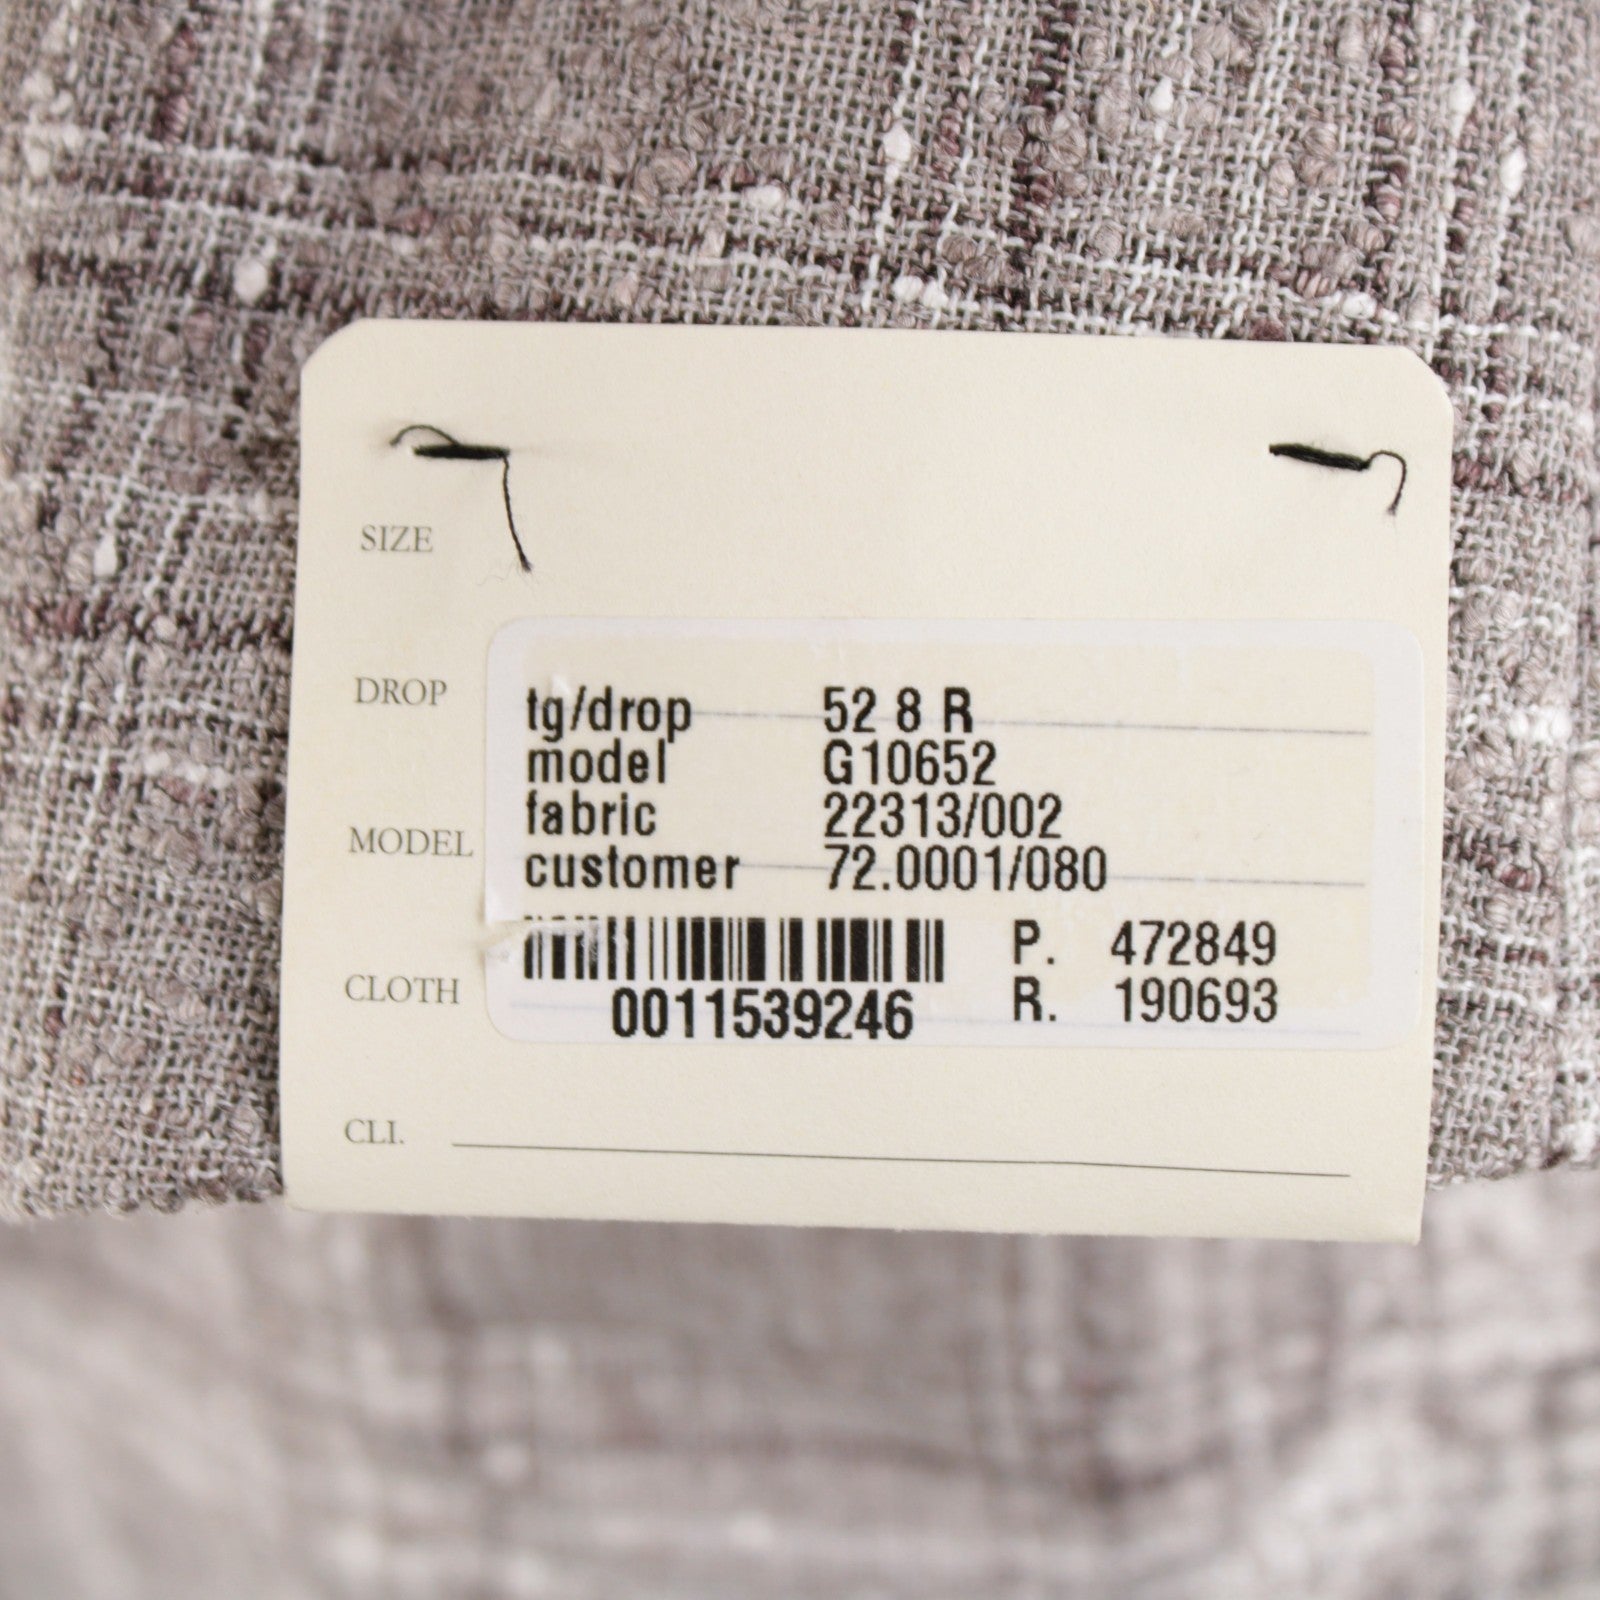 SIZE
DROP
MODEL
CLOTH
CLI.
tg/drop 52 8 R
model G10652
fabric 22313/002
customer 72.0001/080
0011539246
P. 472849
R. 190693